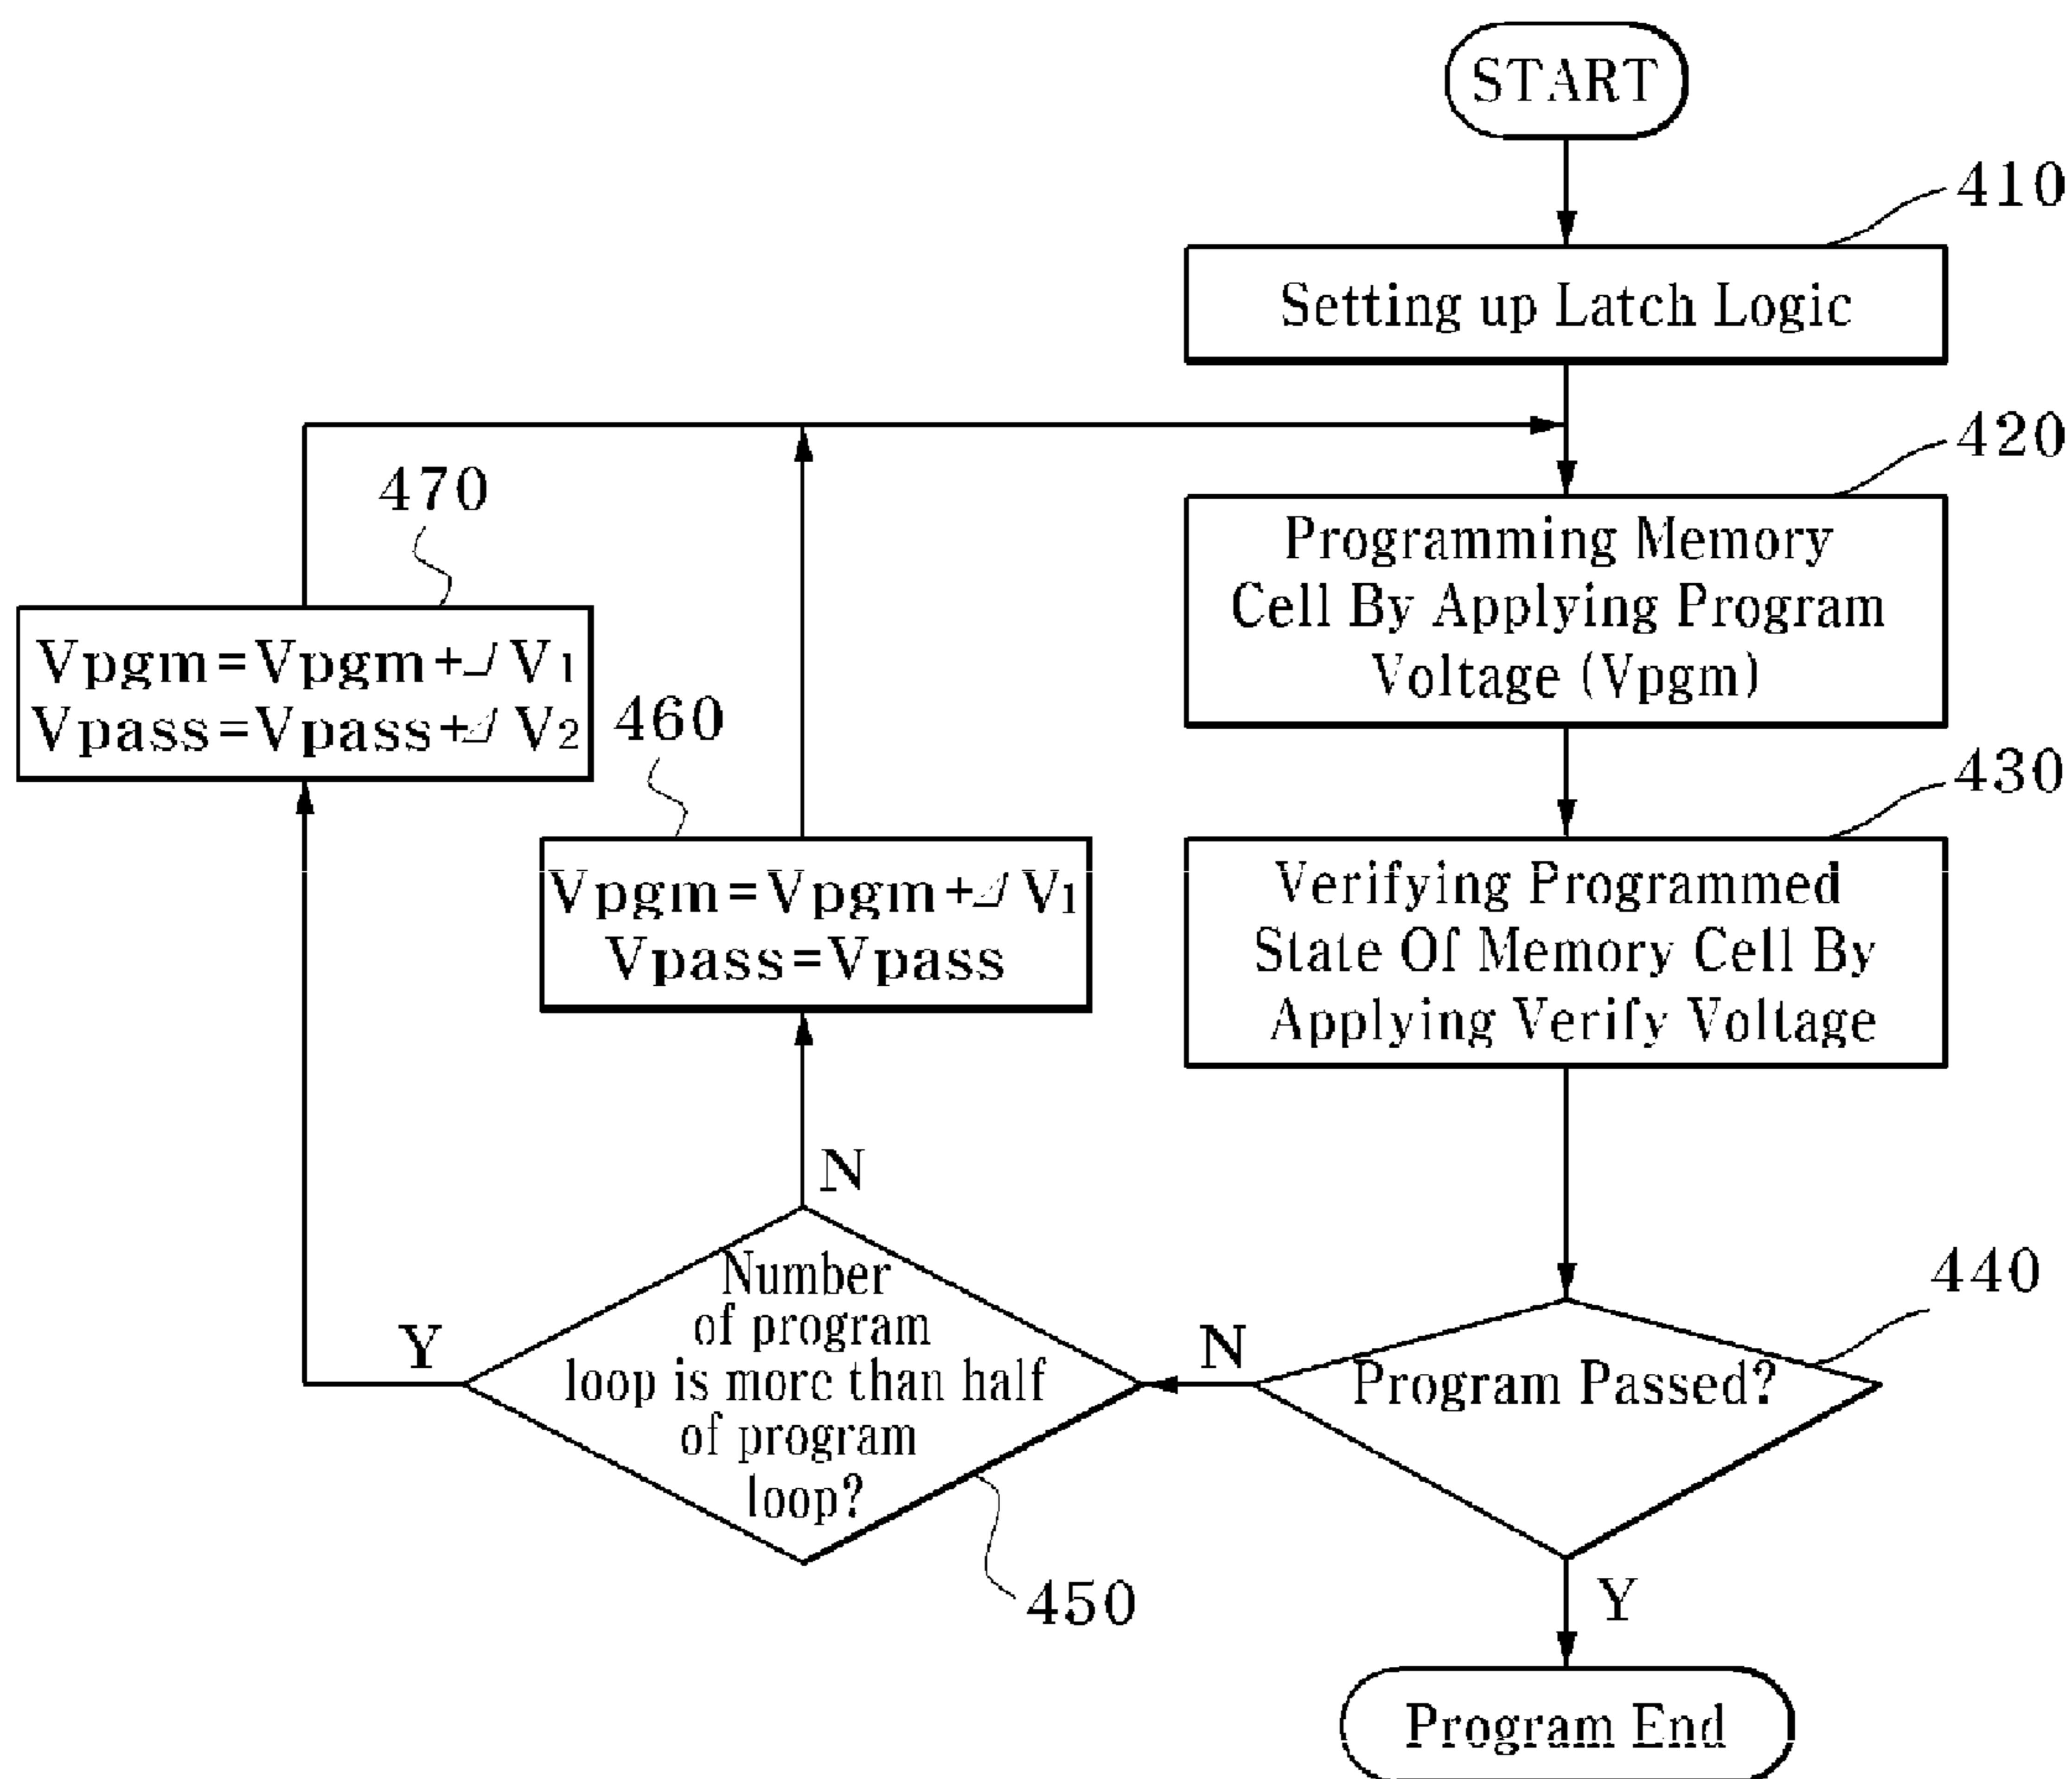 START
410
Setting up Latch Logic
420
Programming Memory
Cell By Applying Program
Voltage (Vpgm)
430
Verifying Programmed
State Of Memory Cell By
Applying Verify Voltage
440
Program Passed?
N
Y
Program End
Number
of program
loop is more than half
of program
loop?
450
N
Y
460
Vpgm=Vpgm+⊿V1
Vpass=Vpass
470
Vpgm=Vpgm+⊿V1
Vpass=Vpass+⊿V2